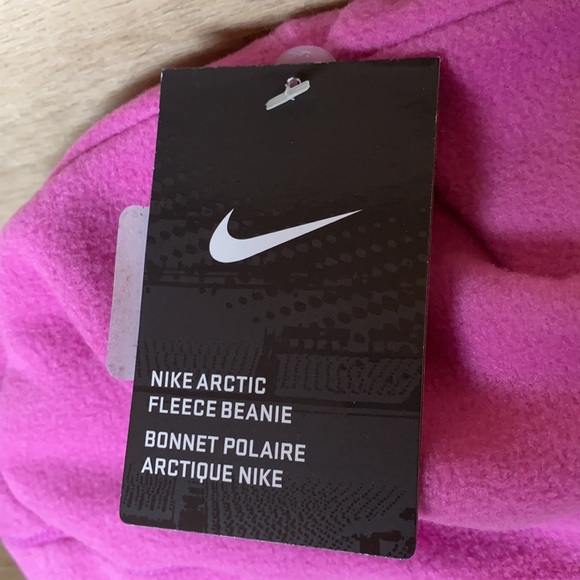 NIKE ARCTIC
FLEECE BEANIE
BONNET POLAIRE
ARCTIQUE NIKE